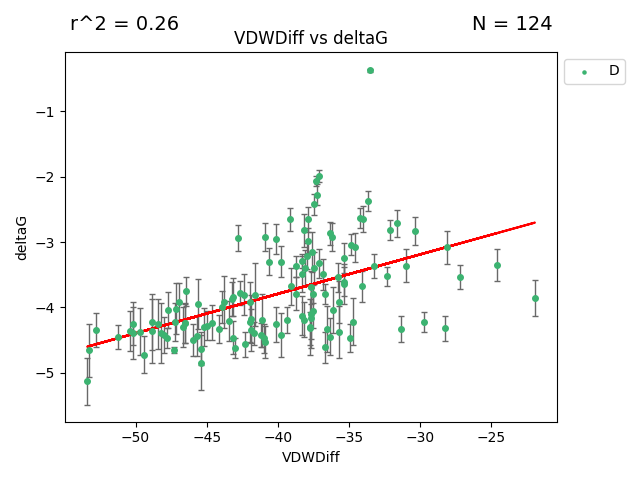 r^2 = 0.26
N = 124
VDWDiff vs deltaG
D
−1
−2
−3
−4
−5
deltaG
−50
−45
−40
−35
−30
−25
VDWDiff